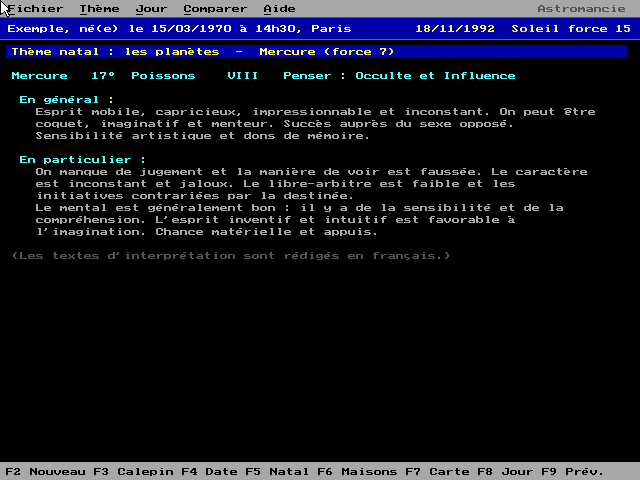 Fichier Thème Jour Comparer Aide Astromancie
Exemple, né(e) le 15/03/1970 à 14h30, Paris 18/11/1992 Soleil force 15
Thème natal : les planètes - Mercure (force 7)
Mercure 17° Poissons VIII Penser : Occulte et Influence
En général :
Esprit mobile, capricieux, impressionnable et inconstant. On peut être
coquet, imaginatif et menteur. Succès auprès du sexe opposé.
Sensibilité artistique et dons de mémoire.
En particulier :
On manque de jugement et la manière de voir est faussée. Le caractère
est inconstant et jaloux. Le libre-arbitre est faible et les
initiatives contrariées par la destinée.
Le mental est généralement bon : il y a de la sensibilité et de la
compréhension. L'esprit inventif et intuitif est favorable à
l'imagination. Chance matérielle et appuis.
(Les textes d'interprétation sont rédigés en français.)
F2 Nouveau F3 Calepin F4 Date F5 Natal F6 Maisons F7 Carte F8 Jour F9 Prév.